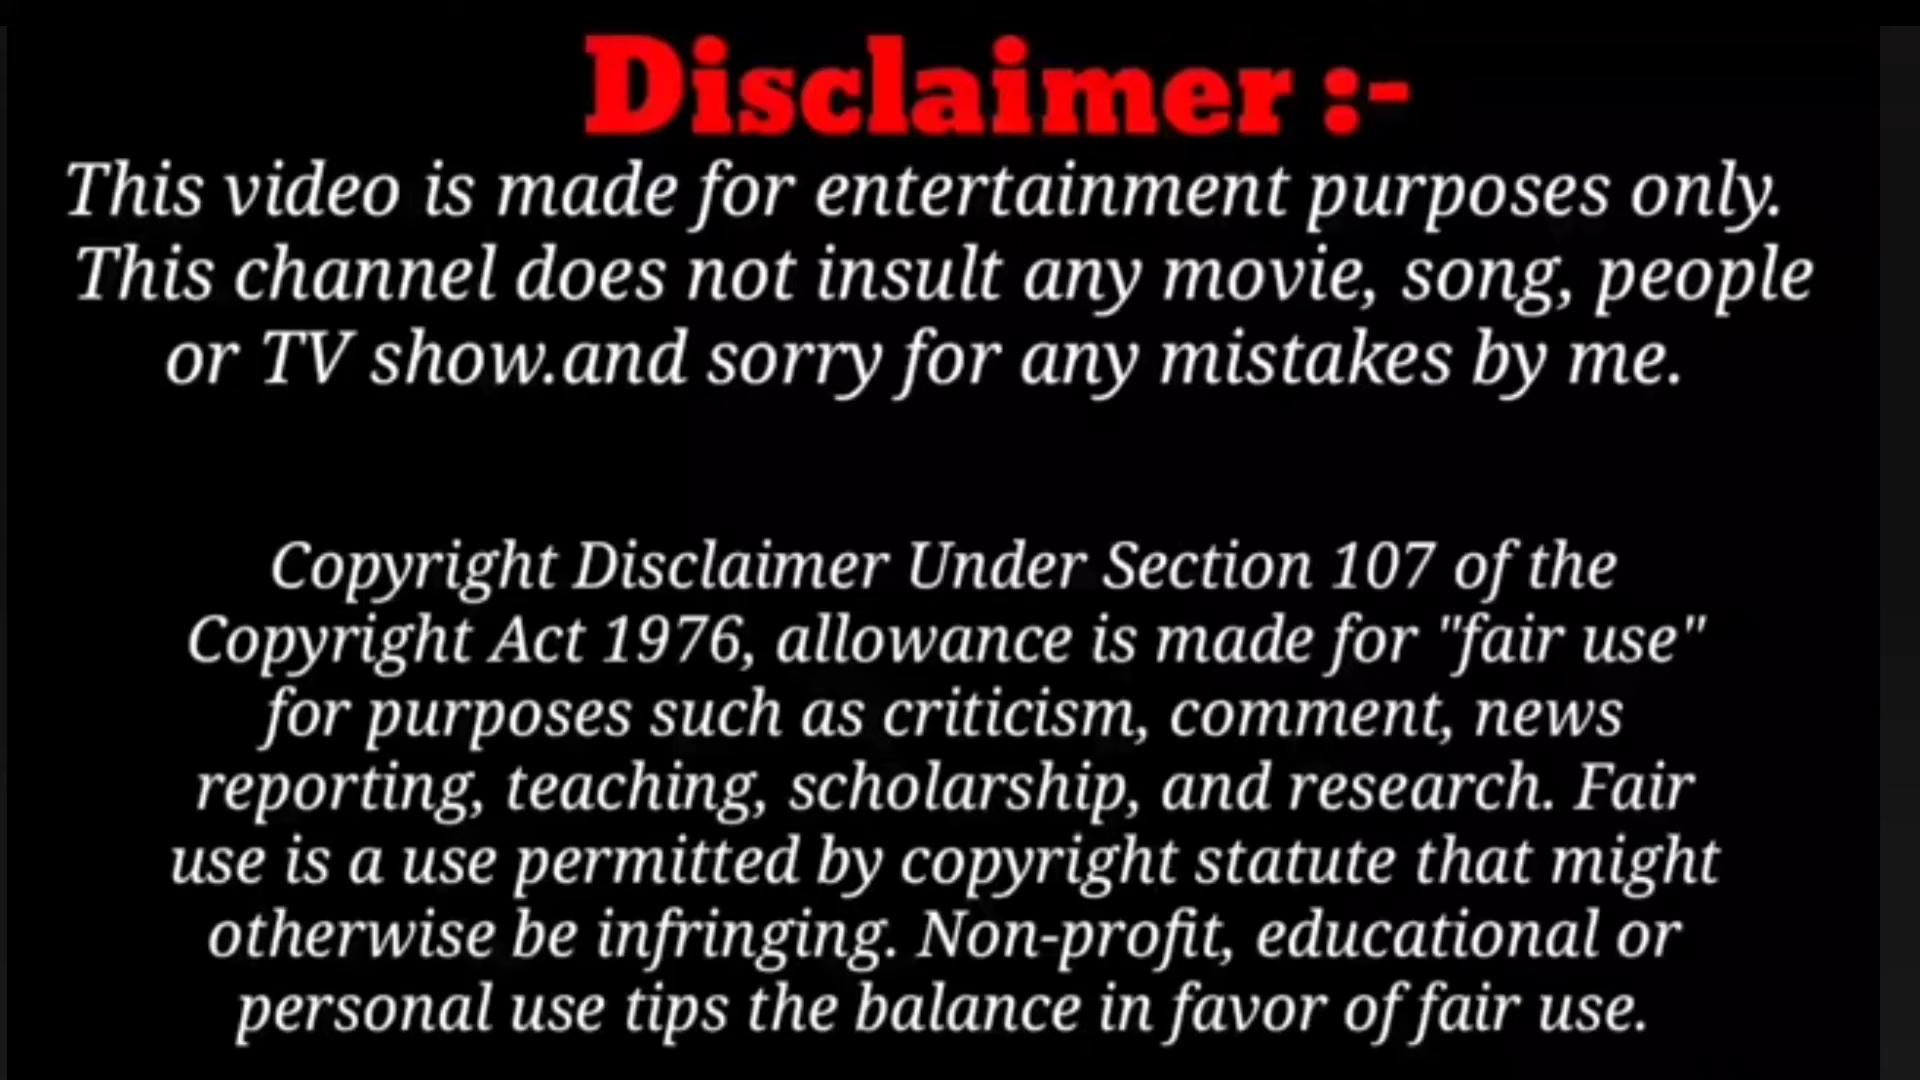 Disclaimer :-
This video is made for entertainment purposes only.
This channel does not insult any movie, song, people
or TV show.and sorry for any mistakes by me.
Copyright Disclaimer Under Section 107 of the
Copyright Act 1976, allowance is made for "fair use"
for purposes such as criticism, comment, news
reporting, teaching, scholarship, and research. Fair
use is a use permitted by copyright statute that might
otherwise be infringing. Non-profit, educational or
personal use tips the balance in favor of fair use.